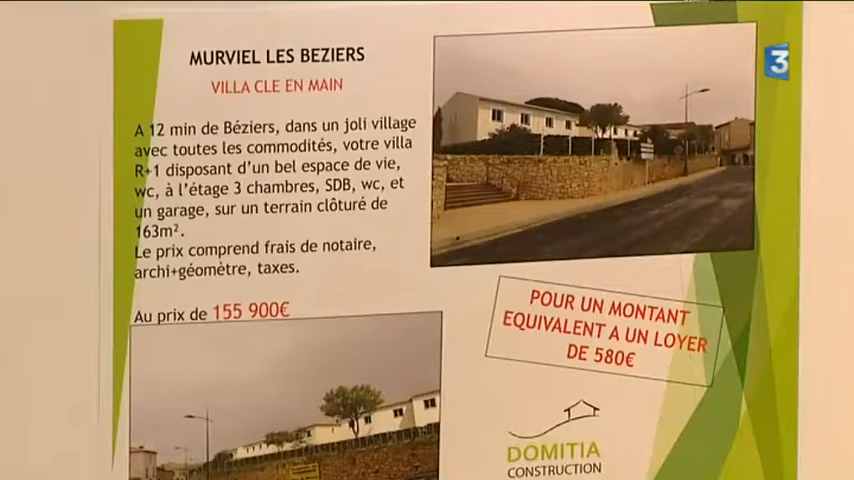 MURVIEL LES BEZIERS
VILLA CLE EN MAIN
A 12 min de Béziers, dans un joli village
avec toutes les commodités, votre villa
R+1 disposant d'un bel espace de vie,
wc, à l'étage 3 chambres, SDB, wc, et
un garage, sur un terrain clôturé de
163m².
Le prix comprend frais de notaire,
archi+géomètre, taxes.
Au prix de 155 900€
3
POUR UN MONTANT
EQUIVALENT A UN LOYER
DE 580€
DOMITIA
CONSTRUCTION